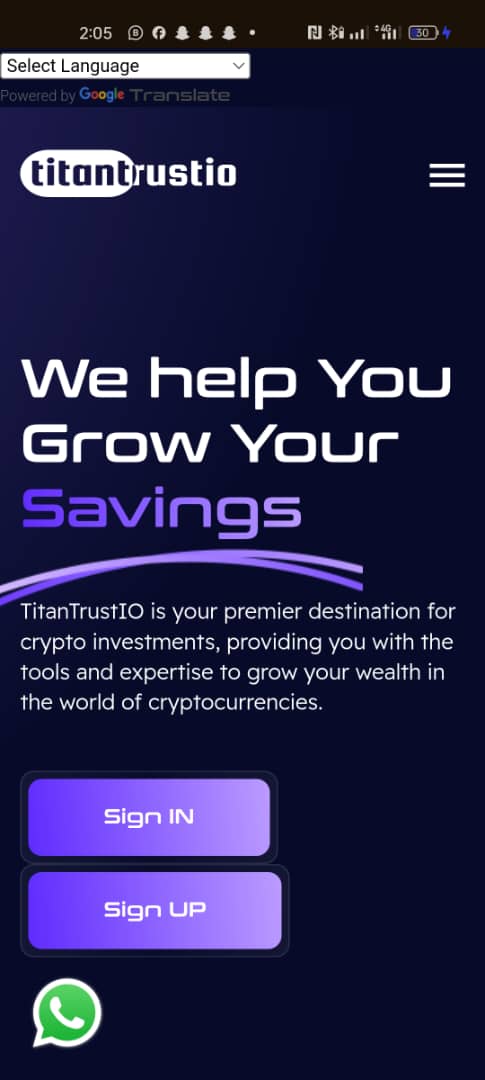 2:05
4G
30
Select Language
Powered by Google Translate
titantrustio
We help You
Grow Your
Savings
TitanTrustIO is your premier destination for
crypto investments, providing you with the
tools and expertise to grow your wealth in
the world of cryptocurrencies.
Sign IN
Sign UP